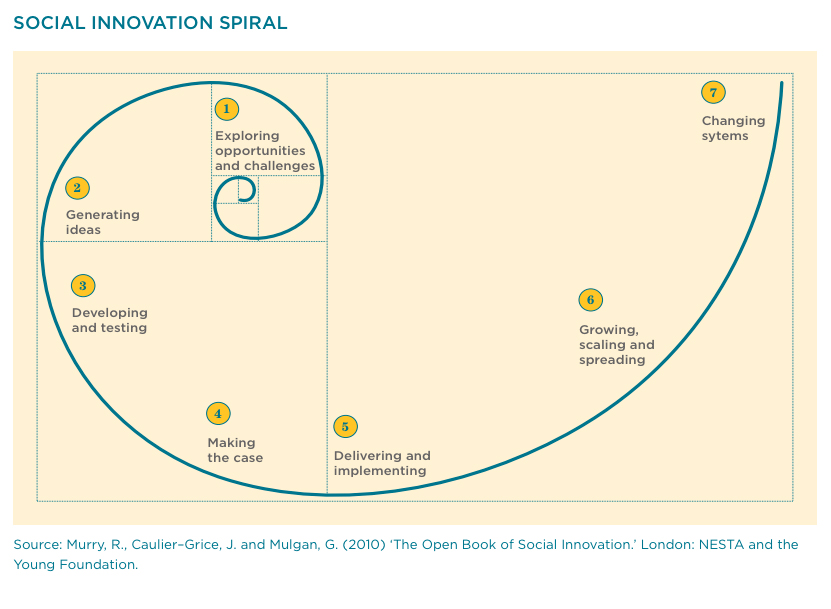 SOCIAL INNOVATION SPIRAL
1
Exploring
opportunities
and challenges
2
Generating
ideas
3
Developing
and testing
4
Making
the case
5
Delivering and
implementing
6
Growing,
scaling and
spreading
7
Changing
sytems
Source: Murry, R., Caulier–Grice, J. and Mulgan, G. (2010) ‘The Open Book of Social Innovation.’ London: NESTA and the
Young Foundation.